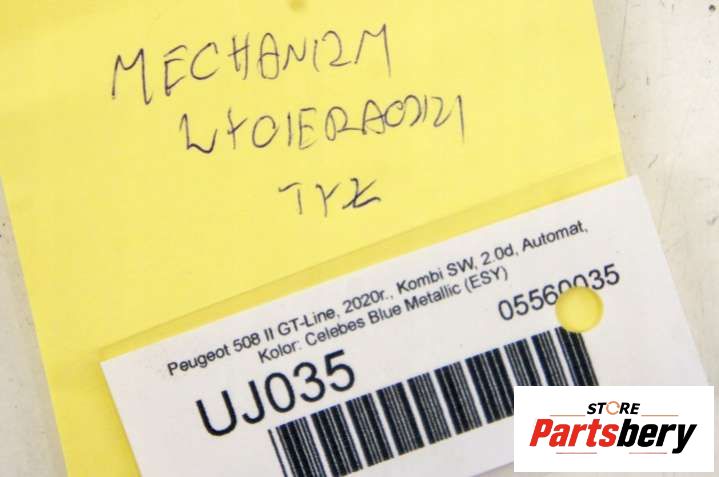 MECHANIZM
WYCIERACZKI
TYŁ
Peugeot 508 II GT-Line, 2020r., Kombi SW, 2.0d, Automat,
Kolor: Celebes Blue Metallic (ESY)
UJ035
05560035
STORE
Partsbery